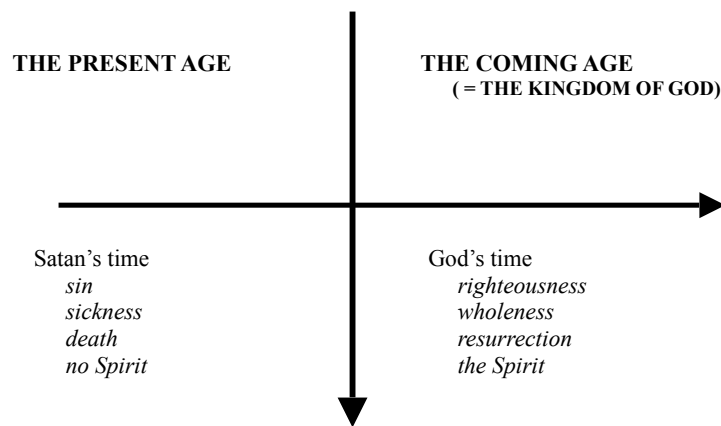 THE PRESENT AGE
THE COMING AGE
( = THE KINGDOM OF GOD)
Satan’s time
sin
sickness
death
no Spirit
God’s time
righteousness
wholeness
resurrection
the Spirit